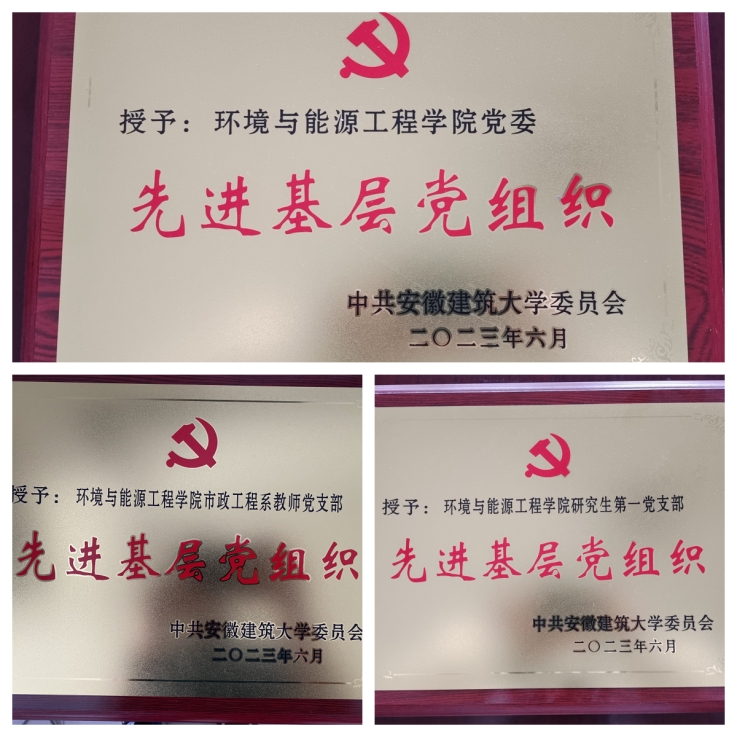 授予：环境与能源工程学院党委
先进基层党组织
中共安徽建筑大学委员会
二〇二三年六月
授予：环境与能源工程学院市政工程系教师党支部
先进基层党组织
中共安徽建筑大学委员会
二〇二三年六月
授予：环境与能源工程学院研究生第一党支部
先进基层党组织
中共安徽建筑大学委员会
二〇二三年六月